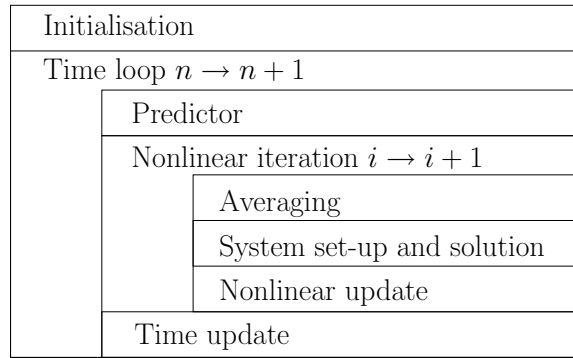 Initialisation
Time loop n → n + 1
Predictor
Nonlinear iteration i → i + 1
Averaging
System set-up and solution
Nonlinear update
Time update